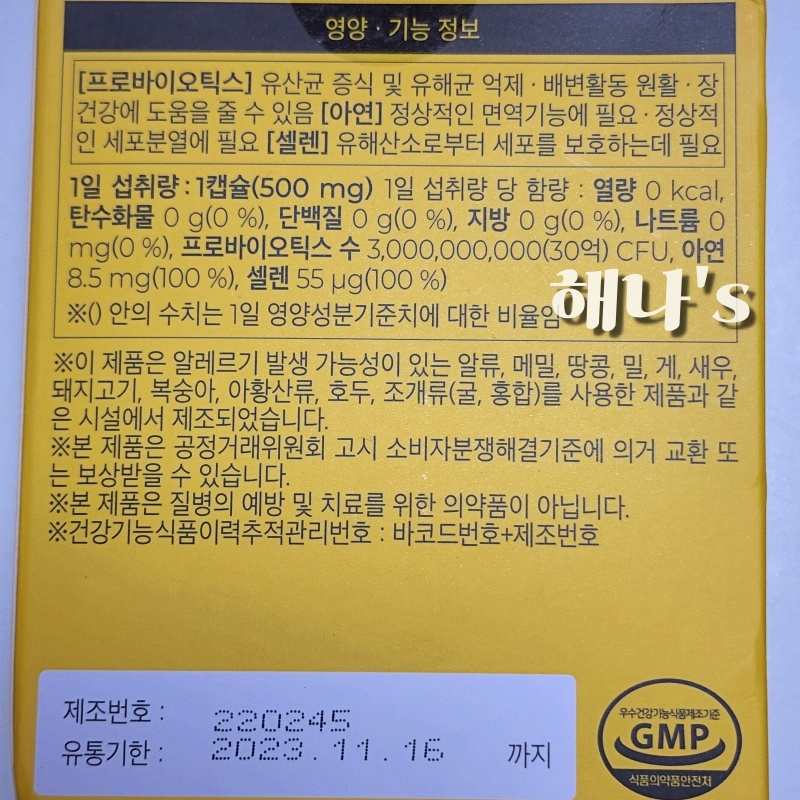 영양 · 기능 정보
[프로바이오틱스] 유산균 증식 및 유해균 억제 · 배변활동 원활 · 장
건강에 도움을 줄 수 있음 [아연] 정상적인 면역기능에 필요 · 정상적
인 세포분열에 필요 [셀렌] 유해산소로부터 세포를 보호하는데 필요
1일 섭취량 : 1캡슐(500 mg) 1일 섭취량 당 함량 : 열량 0 kcal,
탄수화물 0 g(0 %), 단백질 0 g(0 %), 지방 0 g(0 %), 나트륨 0
mg(0 %), 프로바이오틱스 수 3,000,000,000(30억) CFU, 아연
8.5 mg(100 %), 셀렌 55 µg(100 %)
※() 안의 수치는 1일 영양성분기준치에 대한 비율임
해나's
※이 제품은 알레르기 발생 가능성이 있는 알류, 메밀, 땅콩, 밀, 게, 새우,
돼지고기, 복숭아, 아황산류, 호두, 조개류(굴, 홍합)를 사용한 제품과 같
은 시설에서 제조되었습니다.
※본 제품은 공정거래위원회 고시 소비자분쟁해결기준에 의거 교환 또
는 보상받을 수 있습니다.
※본 제품은 질병의 예방 및 치료를 위한 의약품이 아닙니다.
※건강기능식품이력추적관리번호 : 바코드번호+제조번호
제조번호 : 220245
유통기한 : 2023.11.16 까지
우수건강기능식품제조기준
GMP
식품의약품안전처